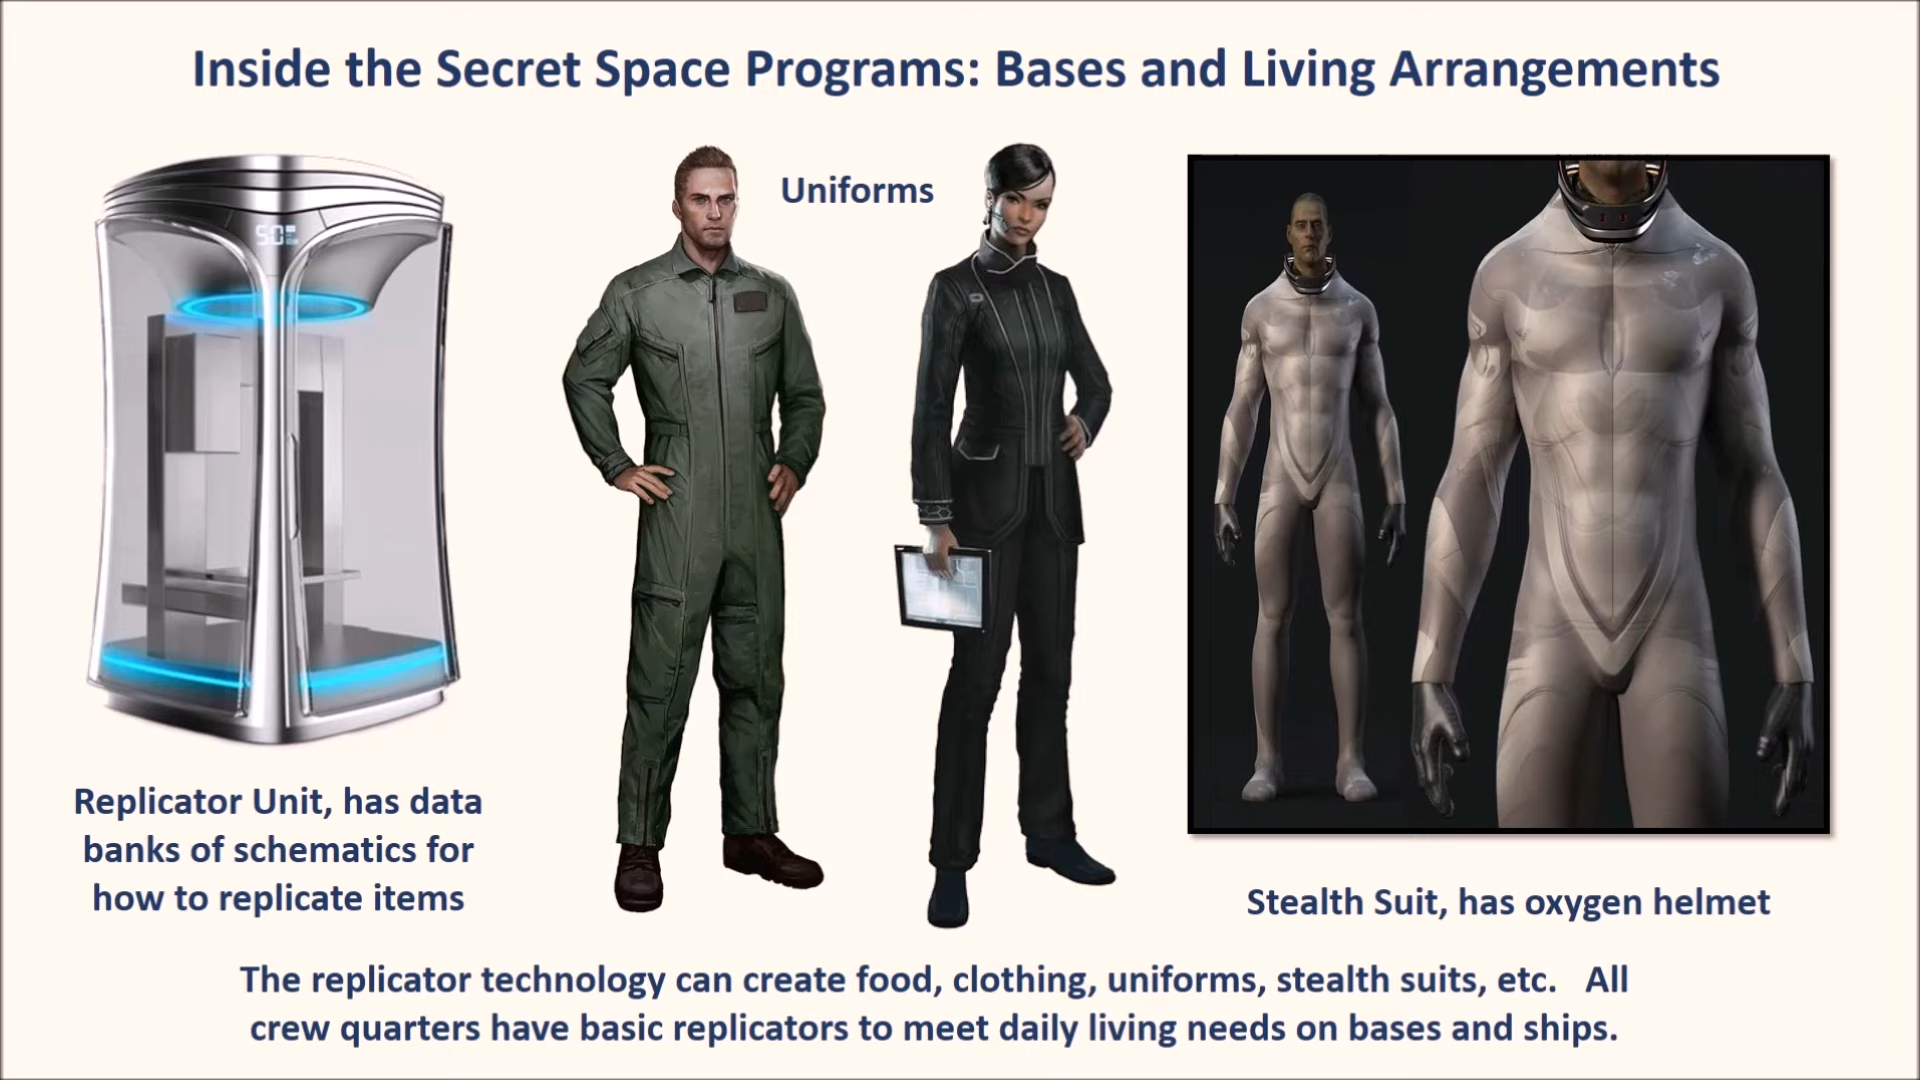 Inside the Secret Space Programs: Bases and Living Arrangements
Uniforms
50
Replicator Unit, has data
banks of schematics for
how to replicate items
Stealth Suit, has oxygen helmet
The replicator technology can create food, clothing, uniforms, stealth suits, etc. All
crew quarters have basic replicators to meet daily living needs on bases and ships.